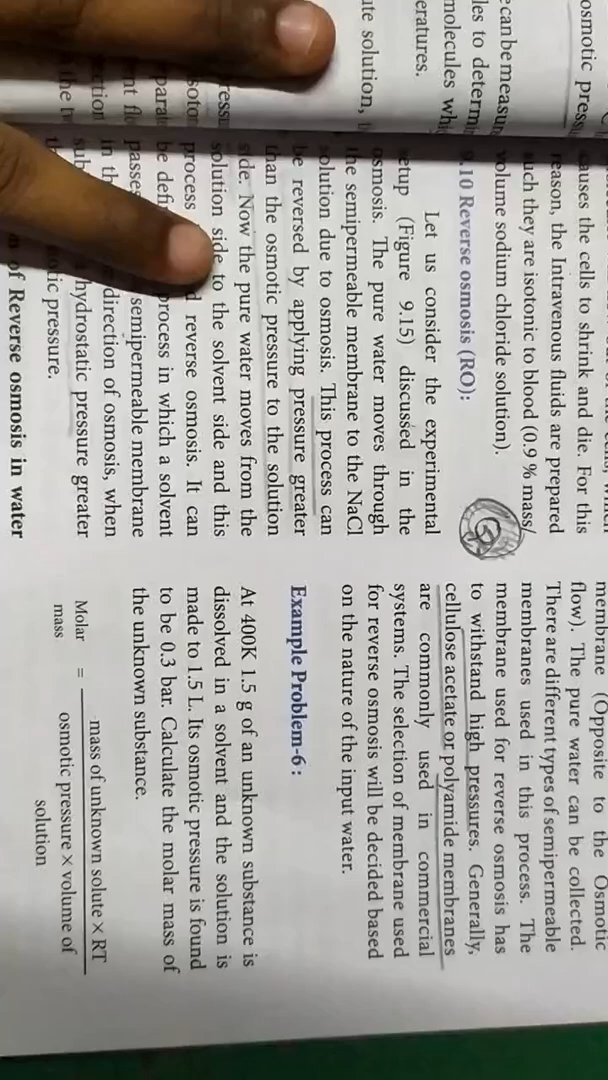 osmotic press
causes the cells to shrink and die. For this
reason, the Intravenous fluids are prepared
such they are isotonic to blood (0.9 % mass/
volume sodium chloride solution).
9.10 Reverse osmosis (RO):
Let us consider the experimental
setup (Figure 9.15) discussed in the
osmosis. The pure water moves through
the semipermeable membrane to the NaCl
solution due to osmosis. This process can
be reversed by applying pressure greater
than the osmotic pressure to the solution
side. Now the pure water moves from the
solution side to the solvent side and this
process reverse osmosis. It can
be process in which a solvent
passes semipermeable membrane
in direction of osmosis, when
hydrostatic pressure greater
pressure.
of Reverse osmosis in water
can be measur
les to determi
molecules whi
eratures.
ute solution,
membrane (Opposite to the Osmotic
flow). The pure water can be collected.
There are different types of semipermeable
membranes used in this process. The
membrane used for reverse osmosis has
to withstand high pressures. Generally,
cellulose acetate or polyamide membranes
are commonly used in commercial
systems. The selection of membrane used
for reverse osmosis will be decided based
on the nature of the input water.
Example Problem-6:
At 400K 1.5 g of an unknown substance is
dissolved in a solvent and the solution is
made to 1.5 L. Its osmotic pressure is found
to be 0.3 bar. Calculate the molar mass of
the unknown substance.
Molar mass = mass of unknown solute × RT
osmotic pressure × volume of
solution